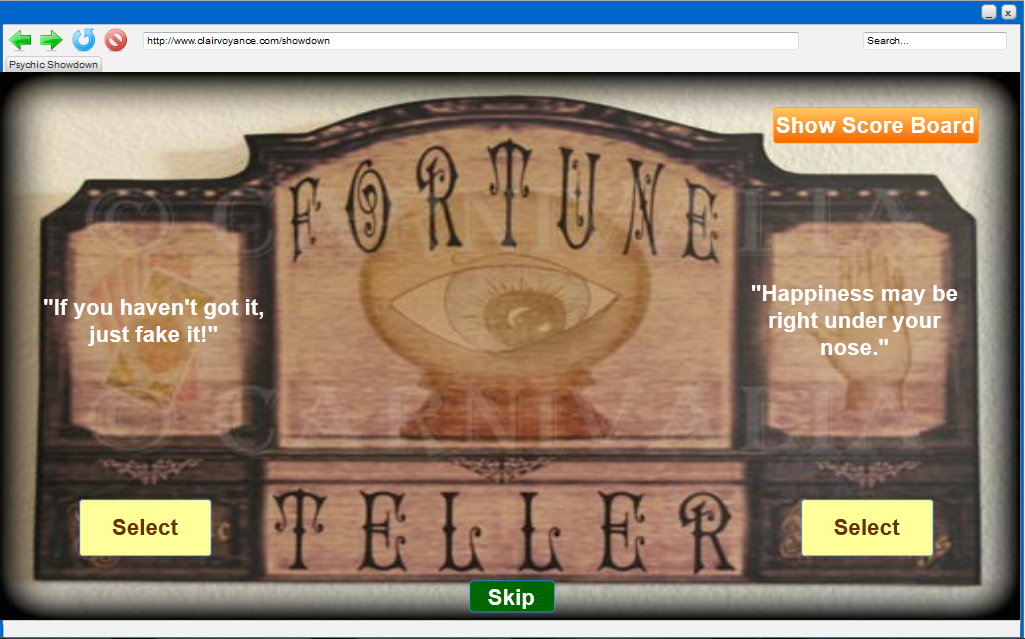 http://www.clairvoyance.com/showdown
Search...
Psychic Showdown
Show Score Board
FORTUNE
© CARNIVALIA
"If you haven't got it,
just fake it!"
"Happiness may be
right under your
nose."
© CARNIVALIA
Select
TELLER
Select
Skip